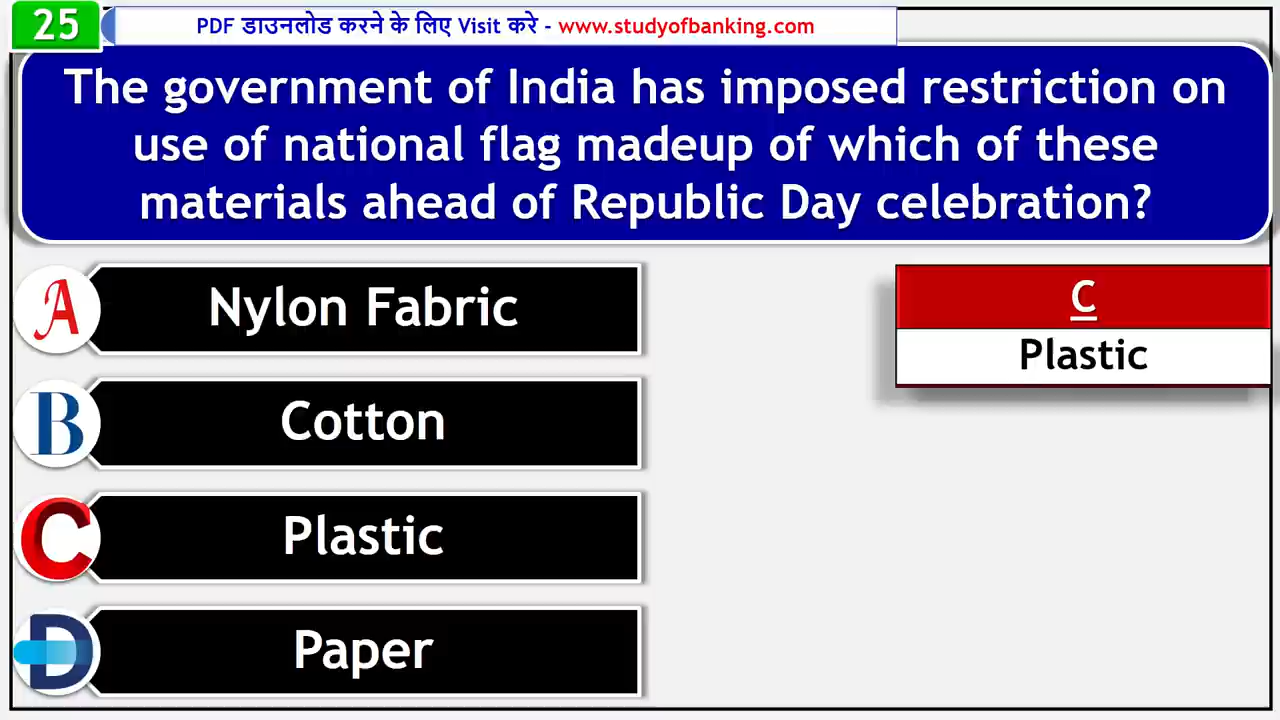 25
PDF डाउनलोड करने के लिए Visit करे - www.studyofbanking.com
The government of India has imposed restriction on
use of national flag madeup of which of these
materials ahead of Republic Day celebration?
A
Nylon Fabric
B
Cotton
C
Plastic
D
Paper
C
Plastic